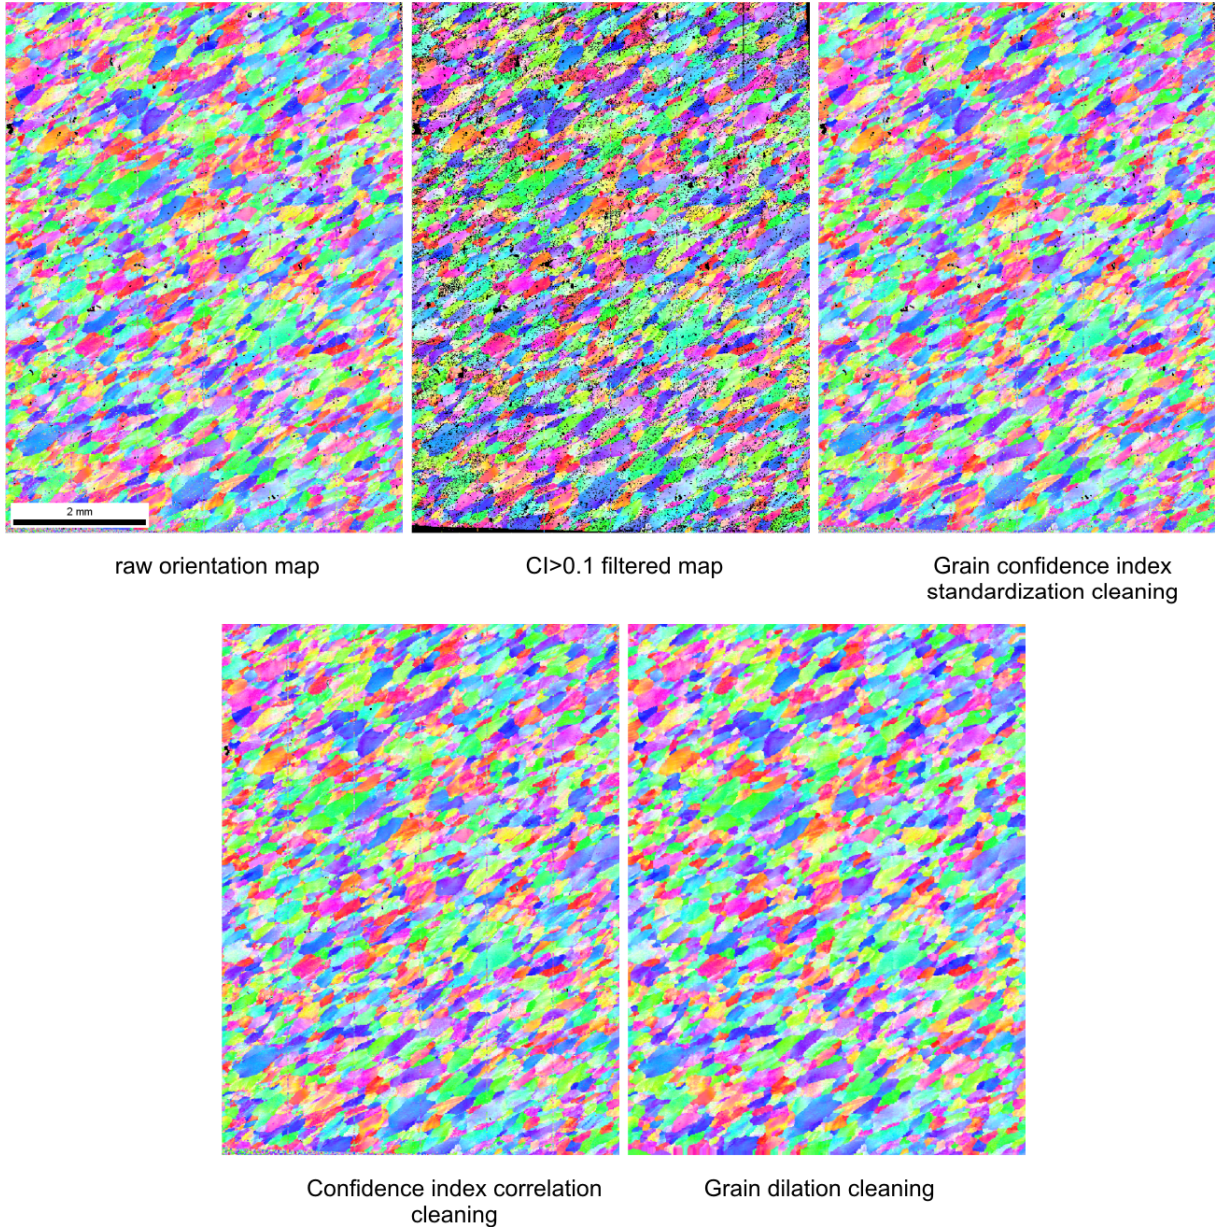 2 mm
raw orientation map
CI>0.1 filtered map
Grain confidence index
standardization cleaning
Confidence index correlation
cleaning
Grain dilation cleaning